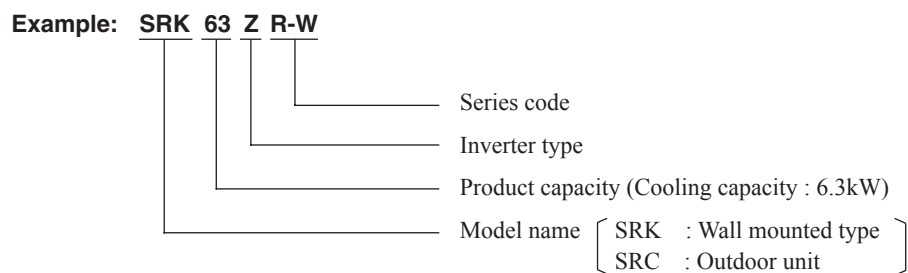 Example: SRK 63 Z R-W
Series code
Inverter type
Product capacity (Cooling capacity : 6.3kW)
Model name SRK : Wall mounted type
SRC : Outdoor unit